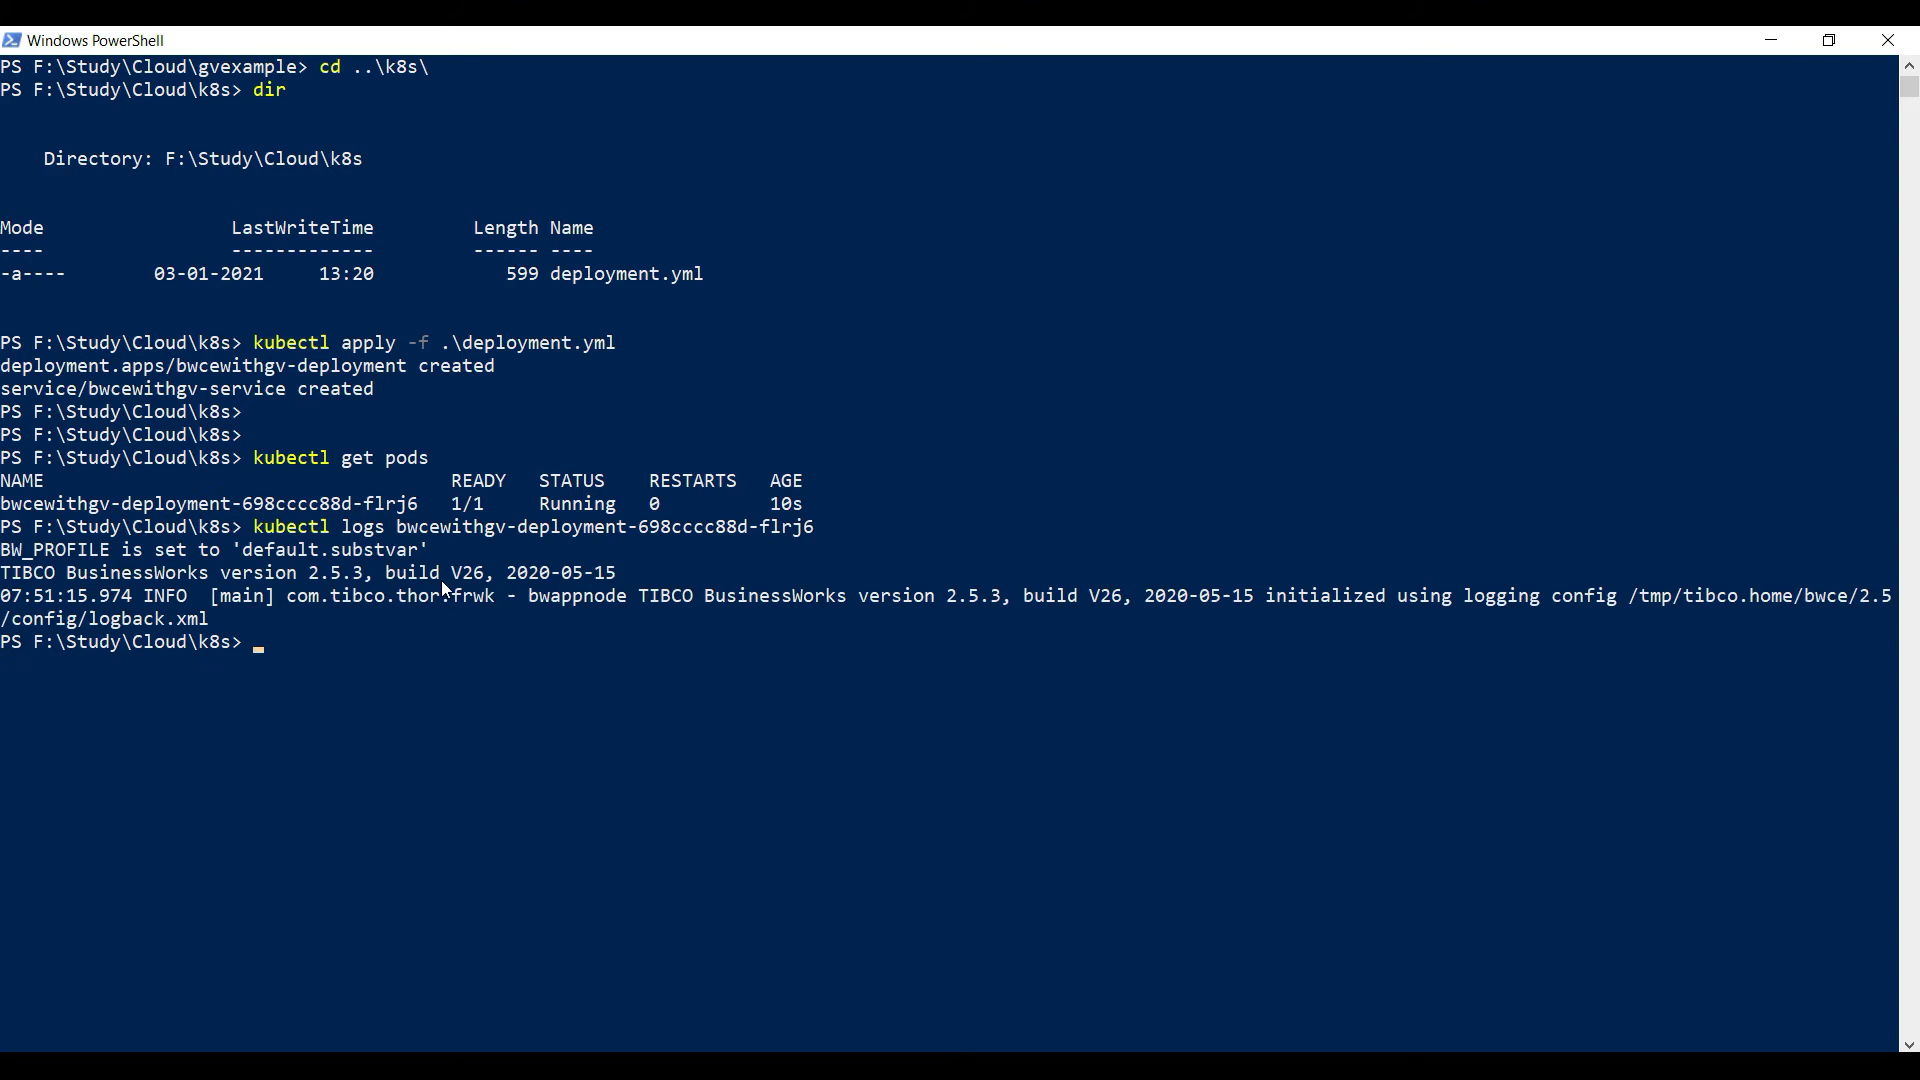 Windows PowerShell
PS F:\Study\Cloud\gvexample> cd ..\k8s\
PS F:\Study\Cloud\k8s> dir
Directory: F:\Study\Cloud\k8s
Mode LastWriteTime Length Name
---- ------------- ------ ----
-a---- 03-01-2021 13:20 599 deployment.yml
PS F:\Study\Cloud\k8s> kubectl apply -f .\deployment.yml
deployment.apps/bwcewithgv-deployment created
service/bwcewithgv-service created
PS F:\Study\Cloud\k8s>
PS F:\Study\Cloud\k8s>
PS F:\Study\Cloud\k8s> kubectl get pods
NAME READY STATUS RESTARTS AGE
bwcewithgv-deployment-698cccc88d-flrj6 1/1 Running 0 10s
PS F:\Study\Cloud\k8s> kubectl logs bwcewithgv-deployment-698cccc88d-flrj6
BW_PROFILE is set to 'default.substvar'
TIBCO BusinessWorks version 2.5.3, build V26, 2020-05-15
07:51:15.974 INFO [main] com.tibco.thor.frwk - bwappnode TIBCO BusinessWorks version 2.5.3, build V26, 2020-05-15 initialized using logging config /tmp/tibco.home/bwce/2.5
/config/logback.xml
PS F:\Study\Cloud\k8s>